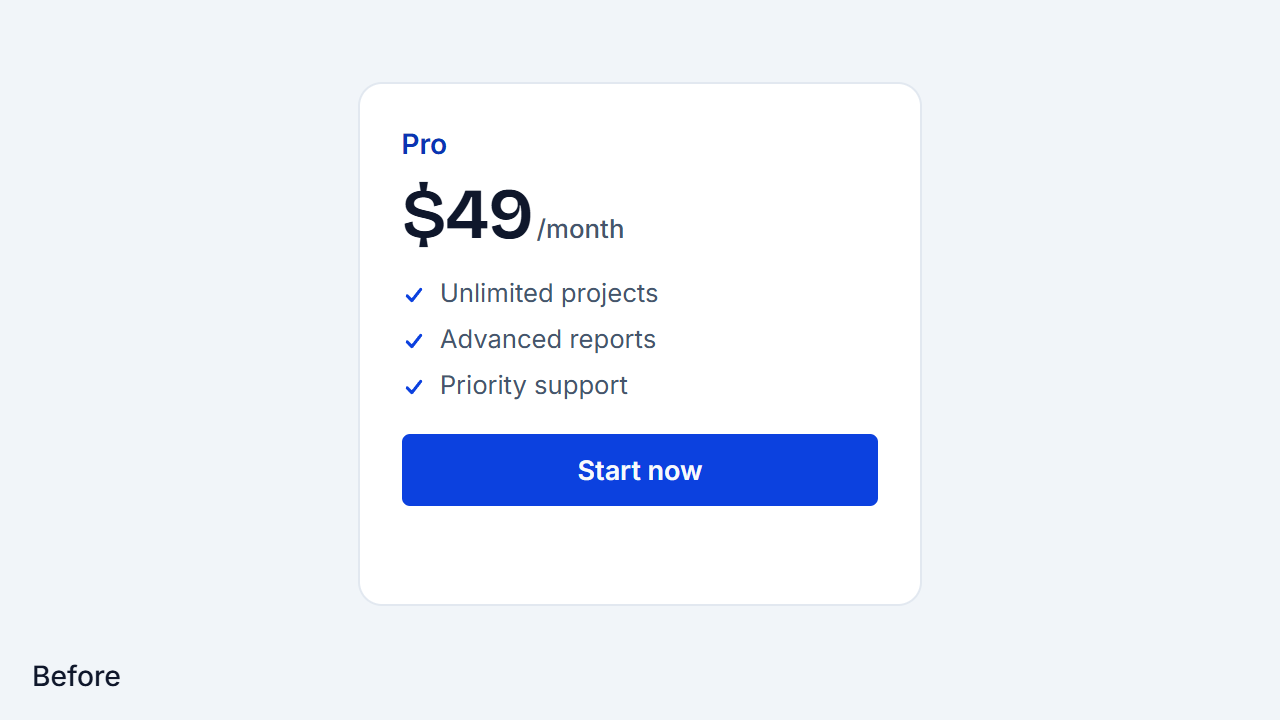 Pro
$49/month
Unlimited projects
Advanced reports
Priority support
Start now
Before